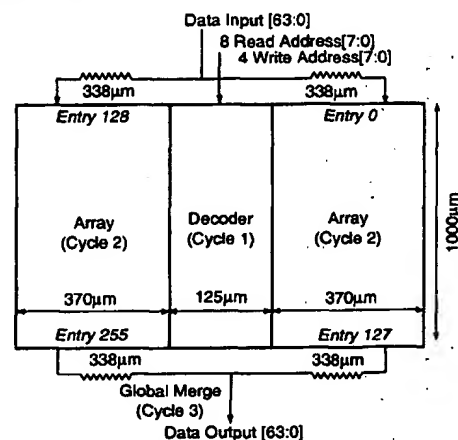 Data Input [63:0]
8 Read Address[7:0]
4 Write Address[7:0]
338μm 338μm
Entry 128 Entry 0
Array Decoder Array
(Cycle 2) (Cycle 1) (Cycle 2)
1000μm
370μm 125μm 370μm
Entry 255 Entry 127
338μm 338μm
Global Merge
(Cycle 3)
Data Output [63:0]